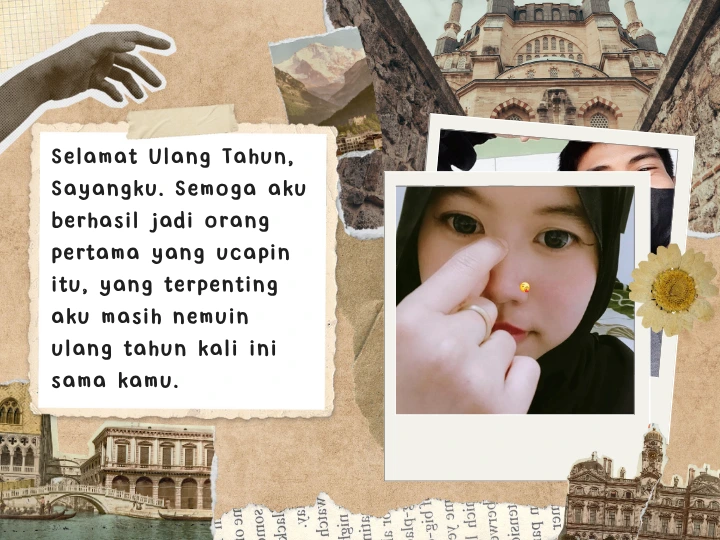 Selamat Ulang Tahun,
Sayangku. Semoga aku
berhasil jadi orang
pertama yang ucapin
itu, yang terpenting
aku masih nemuin
ulang tahun kali ini
sama kamu.